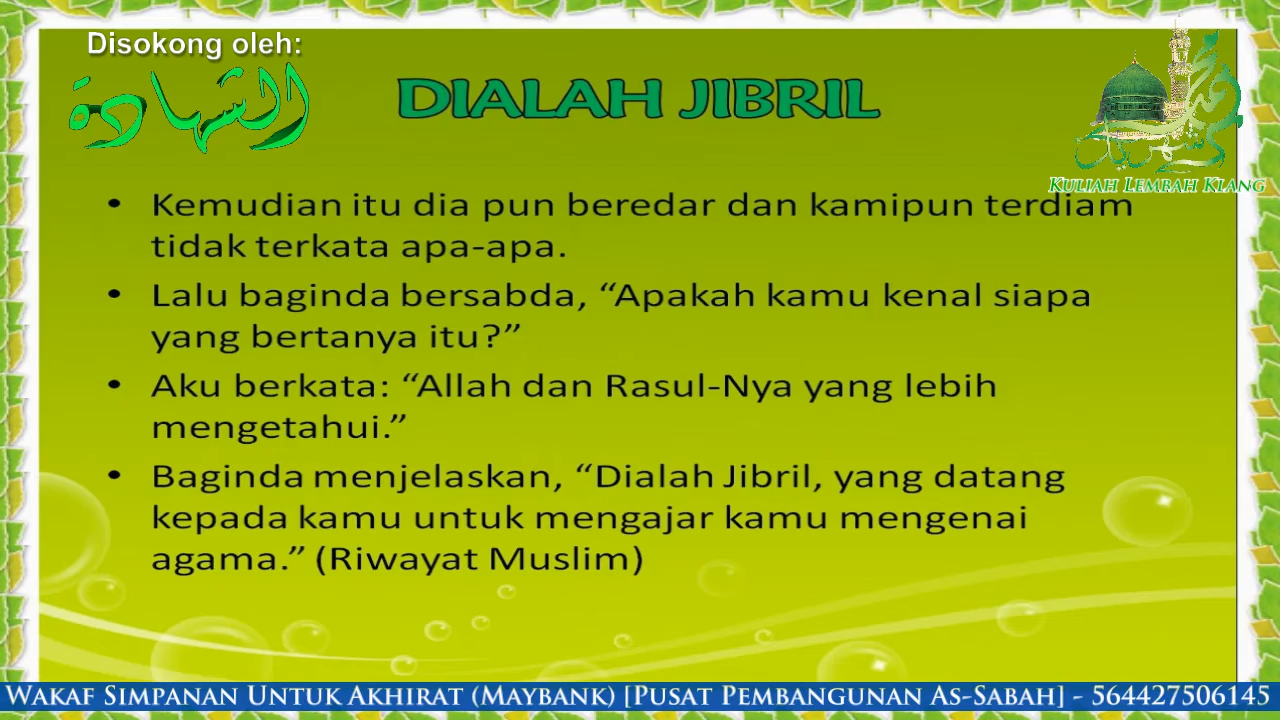 Disokong oleh:
الشهادة
DIALAH JIBRIL
KULIAH LEMBAH KLANG
• Kemudian itu dia pun beredar dan kamipun terdiam
tidak terkata apa-apa.
• Lalu baginda bersabda, “Apakah kamu kenal siapa
yang bertanya itu?”
• Aku berkata: “Allah dan Rasul-Nya yang lebih
mengetahui.”
• Baginda menjelaskan, “Dialah Jibril, yang datang
kepada kamu untuk mengajar kamu mengenai
agama.” (Riwayat Muslim)
WAKAF SIMPANAN UNTUK AKHIRAT (MAYBANK) [PUSAT PEMBANGUNAN AS-SABAH] - 564427506145